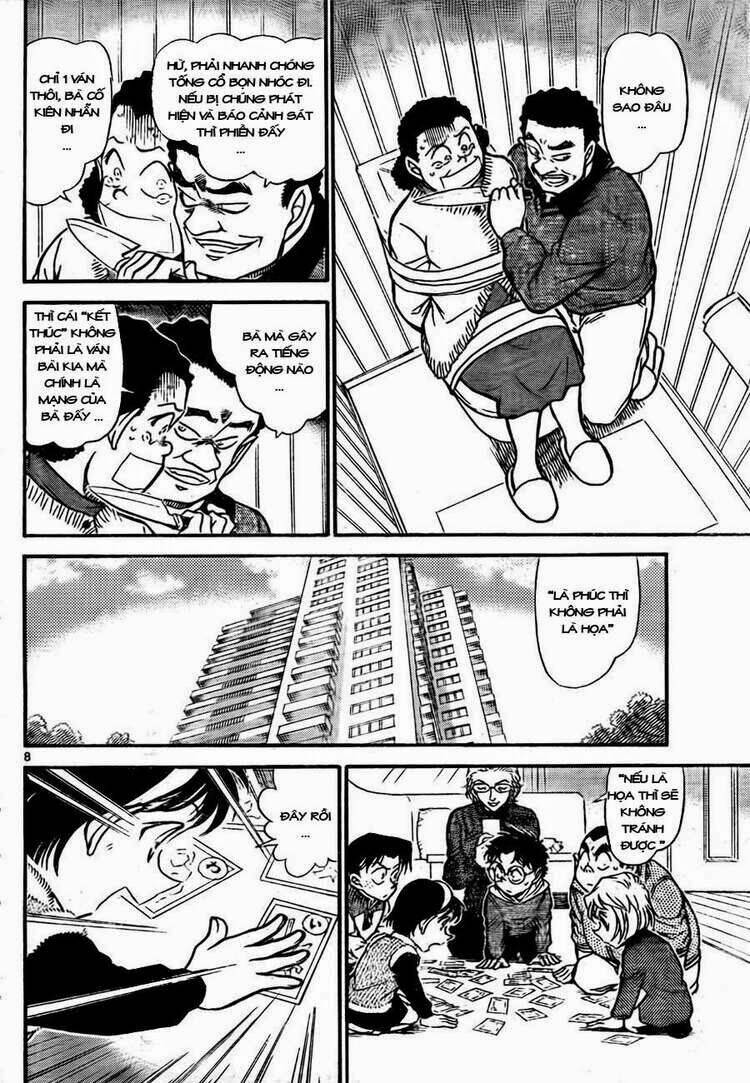 KHÔNG
SAO ĐÂU
...
HỪ, PHẢI NHANH CHÓNG
TỐNG CỔ BỌN NHÓC ĐI.
NẾU BỊ CHÚNG PHÁT
HIỆN VÀ BÁO CẢNH SÁT
THÌ PHIỀN ĐẤY
...
CHỈ 1 VÁN
THÔI, BÀ CỐ
KIÊN NHẪN
ĐI
...
BÀ MÀ GÂY
RA TIẾNG
ĐỘNG NÀO
...
THÌ CÁI "KẾT
THÚC" KHÔNG
PHẢI LÀ VÁN
BÀI KIA MÀ
CHÍNH LÀ
MẠNG CỦA
BÀ ĐẤY ...
"LÀ PHÚC THÌ
KHÔNG PHẢI
LÀ HỌA"
8
"NẾU LÀ
HỌA THÌ SẼ
KHÔNG
TRÁNH
ĐƯỢC "
ĐÂY RỒI
...
わ
い